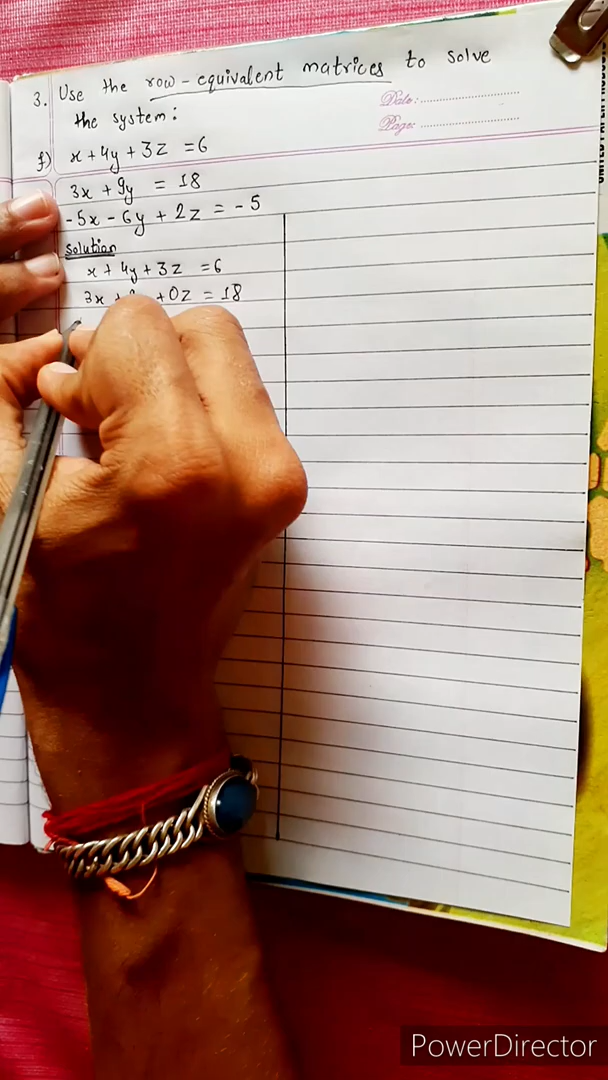 3. Use the row-equivalent matrices to solve
the system:
Date:
Page:
f) x + 4y + 3z = 6
3x + 9y = 18
-5x - 6y + 2z = -5
Solution
x + 4y + 3z = 6
3x + 0z = 18
PowerDirector